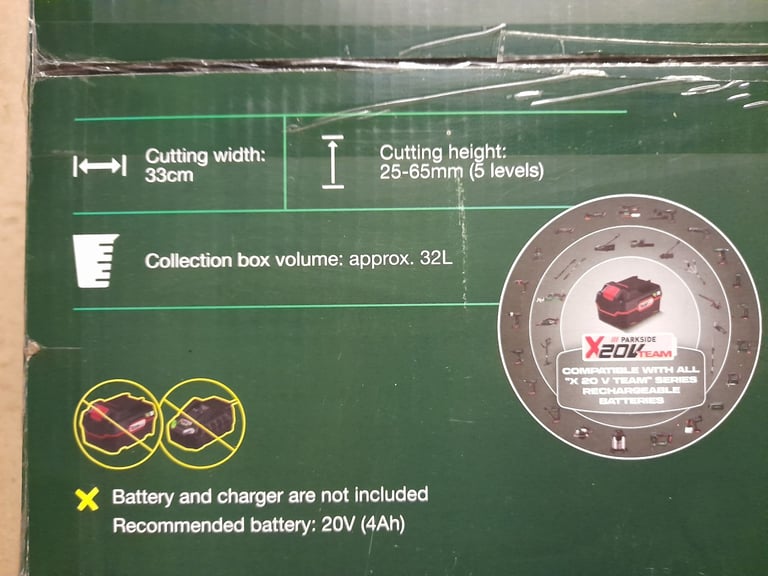 Cutting width:
33cm
Cutting height:
25-65mm (5 levels)
Collection box volume: approx. 32L
PARKSIDE
X20V TEAM
COMPATIBLE WITH ALL
"X 20 V TEAM" SERIES
RECHARGEABLE
BATTERIES
Battery and charger are not included
Recommended battery: 20V (4Ah)